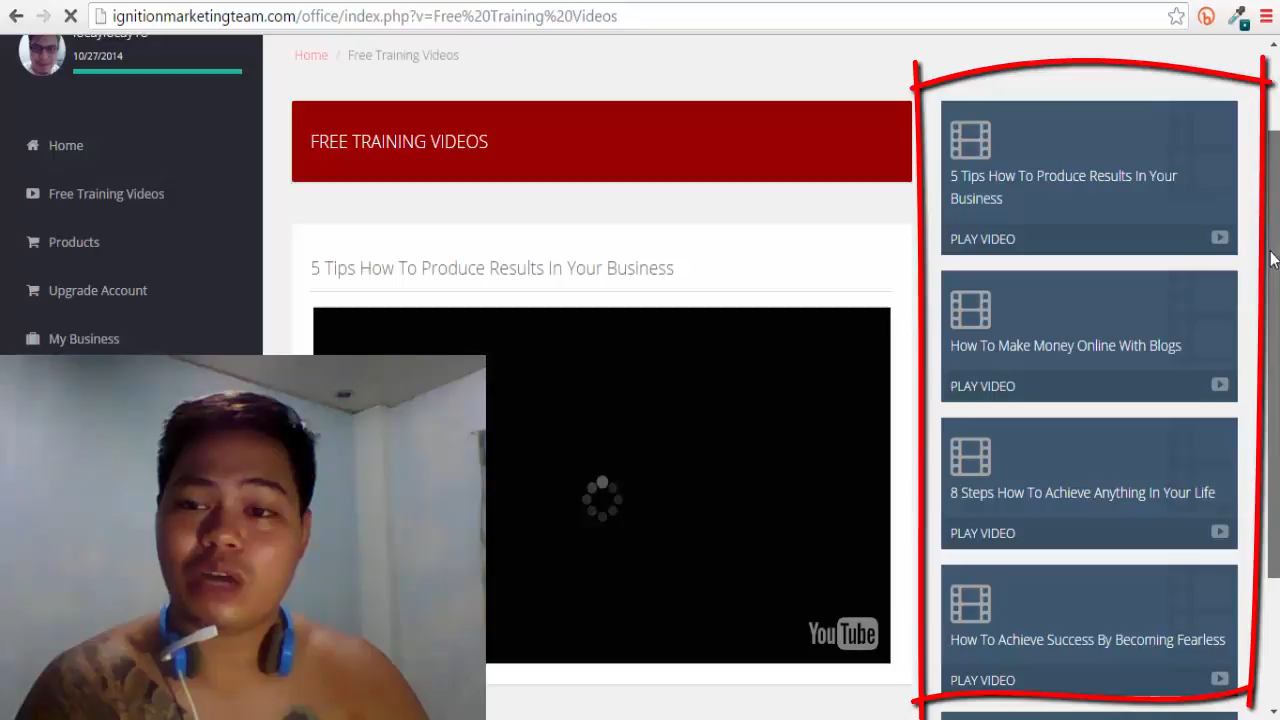 ignitionmarketingteam.com/office/index.php?v=Free%20Training%20Videos
10/27/2014
Home
Free Training Videos
Products
Upgrade Account
My Business
Home / Free Training Videos
FREE TRAINING VIDEOS
5 Tips How To Produce Results In Your Business
YouTube
5 Tips How To Produce Results In Your
Business
PLAY VIDEO
How To Make Money Online With Blogs
PLAY VIDEO
8 Steps How To Achieve Anything In Your Life
PLAY VIDEO
How To Achieve Success By Becoming Fearless
PLAY VIDEO